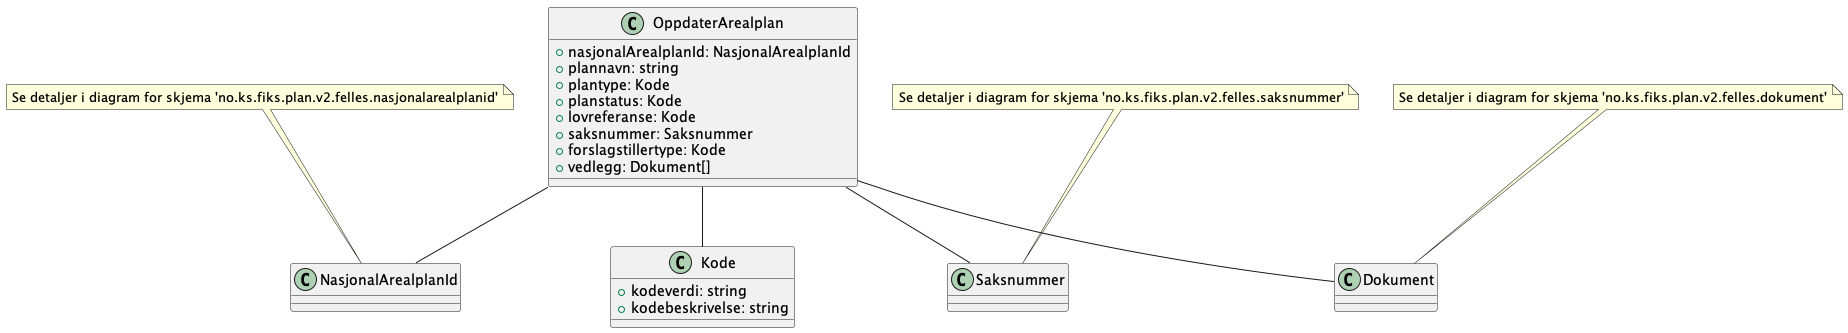 C OppdaterArealplan
nasjonalArealplanId: NasjonalArealplanId
plannavn: string
plantype: Kode
planstatus: Kode
lovreferanse: Kode
saksnummer: Saksnummer
forslagstillertype: Kode
vedlegg: Dokument[]
Se detaljer i diagram for skjema 'no.ks.fiks.plan.v2.felles.nasjonalarealplanid'
Se detaljer i diagram for skjema 'no.ks.fiks.plan.v2.felles.saksnummer'
Se detaljer i diagram for skjema 'no.ks.fiks.plan.v2.felles.dokument'
C NasjonalArealplanId
C Kode
kodeverdi: string
kodebeskrivelse: string
C Saksnummer
C Dokument